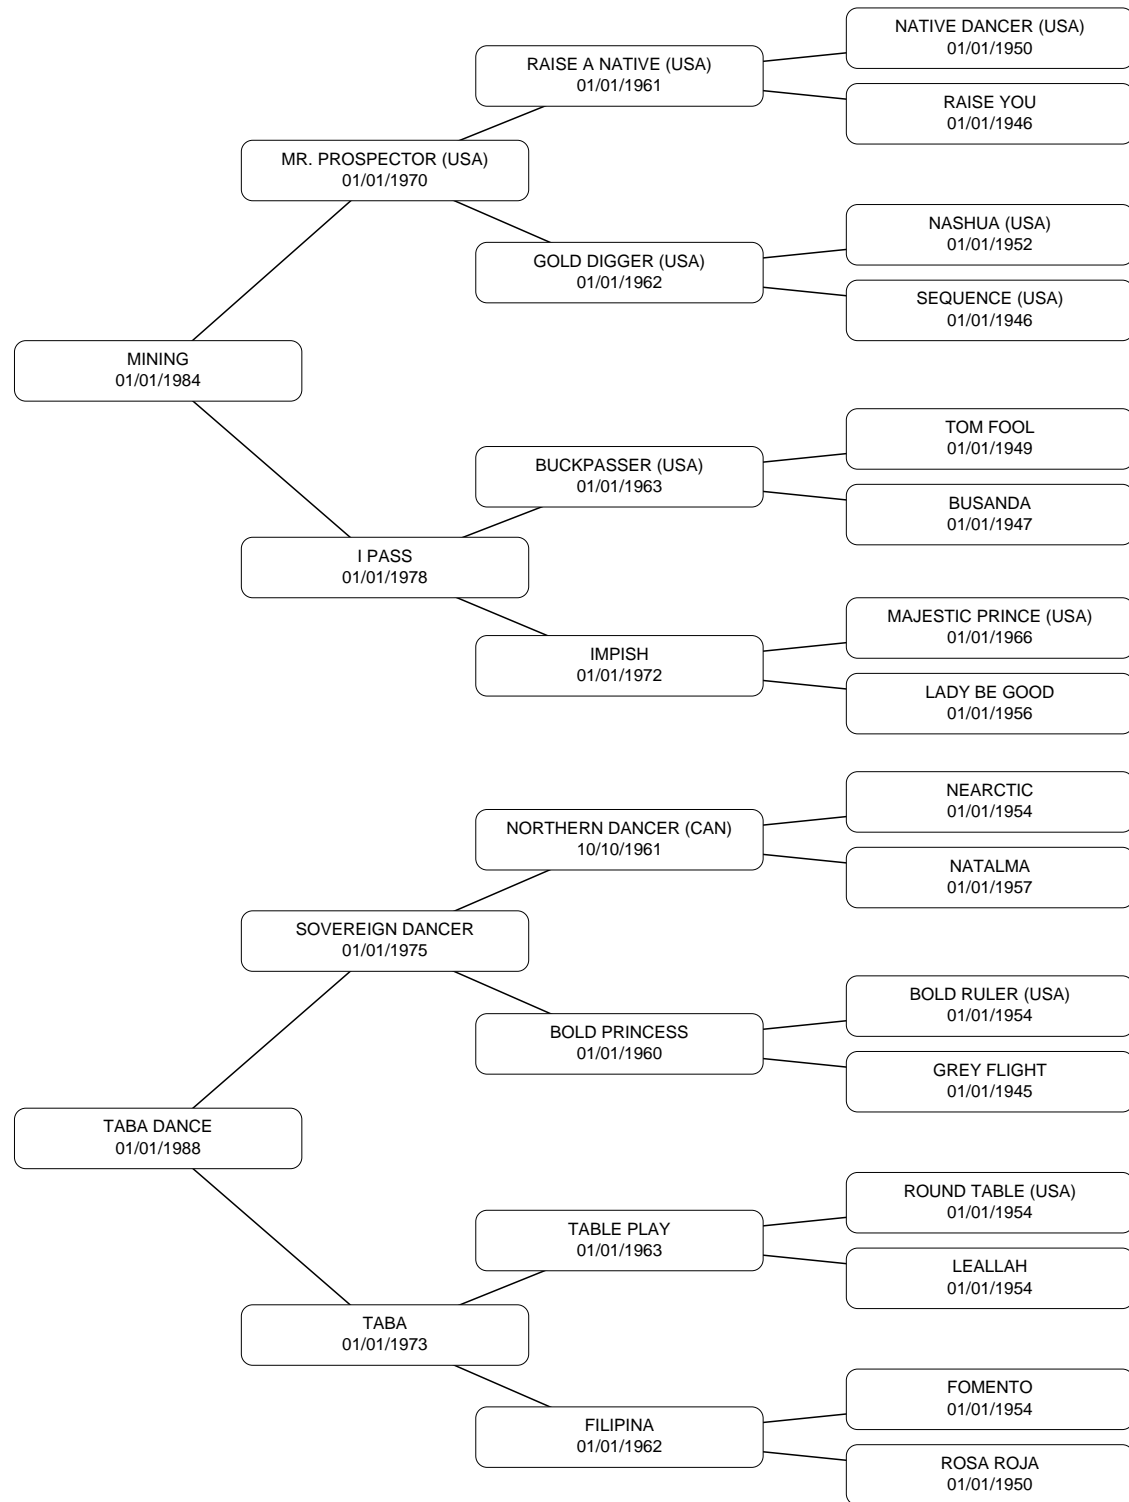 NATIVE DANCER (USA)
01/01/1950
RAISE A NATIVE (USA)
01/01/1961
RAISE YOU
01/01/1946
MR. PROSPECTOR (USA)
01/01/1970
NASHUA (USA)
01/01/1952
GOLD DIGGER (USA)
01/01/1962
SEQUENCE (USA)
01/01/1946
MINING
01/01/1984
TOM FOOL
01/01/1949
BUCKPASSER (USA)
01/01/1963
BUSANDA
01/01/1947
I PASS
01/01/1978
MAJESTIC PRINCE (USA)
01/01/1966
IMPISH
01/01/1972
LADY BE GOOD
01/01/1956
NEARCTIC
01/01/1954
NORTHERN DANCER (CAN)
10/10/1961
NATALMA
01/01/1957
SOVEREIGN DANCER
01/01/1975
BOLD RULER (USA)
01/01/1954
BOLD PRINCESS
01/01/1960
GREY FLIGHT
01/01/1945
TABA DANCE
01/01/1988
ROUND TABLE (USA)
01/01/1954
TABLE PLAY
01/01/1963
LEALLAH
01/01/1954
TABA
01/01/1973
FOMENTO
01/01/1954
FILIPINA
01/01/1962
ROSA ROJA
01/01/1950